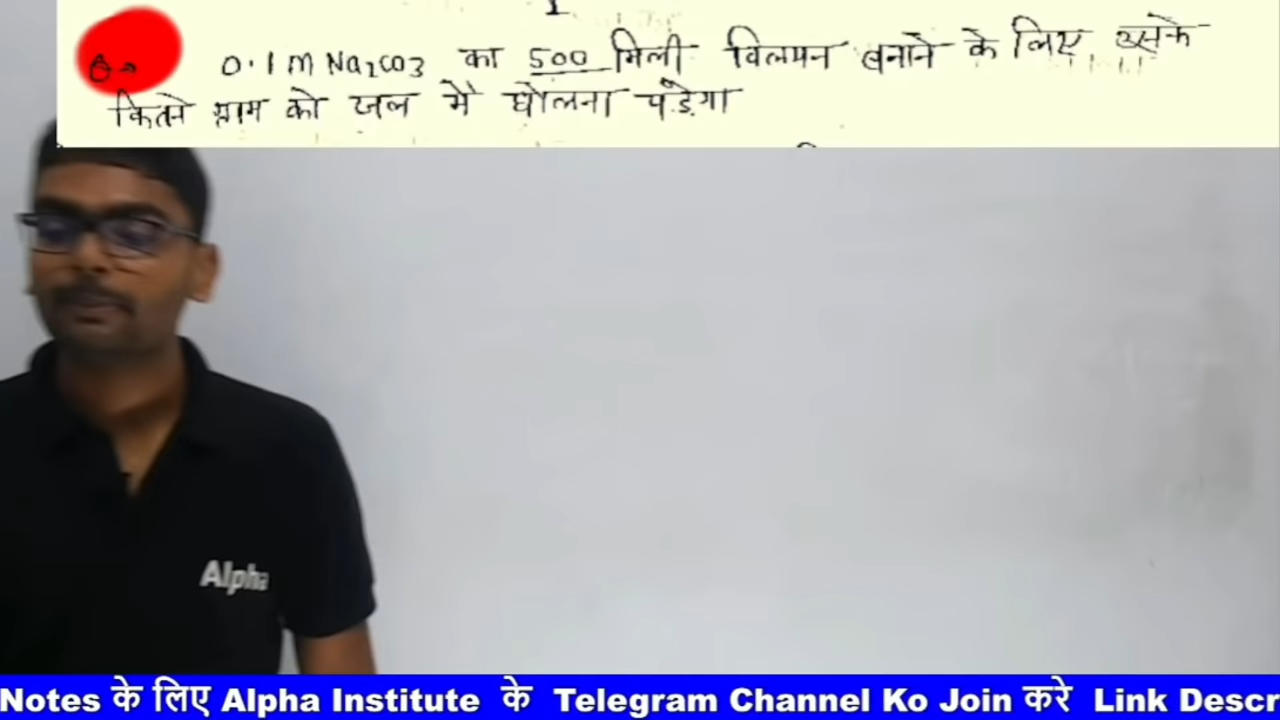 Q→ 0.1 m Na₂CO₃ का 500 मिली विलयन बनाने के लिए उसके
कितने ग्राम को जल में घोलना पड़ेगा
Alpha
Notes के लिए Alpha Institute के Telegram Channel Ko Join करे Link Descr